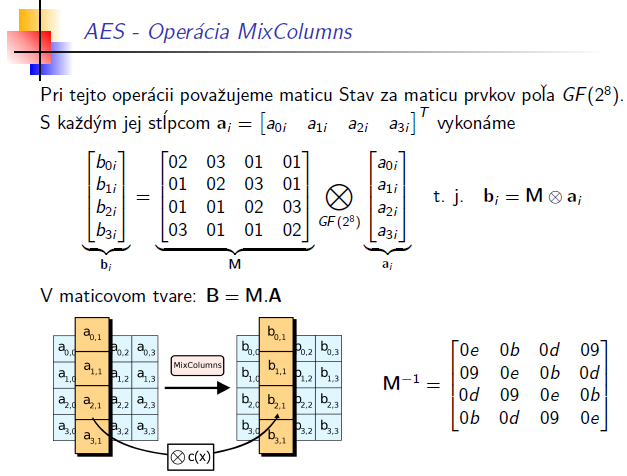 AES - Operácia MixColumns
Pri tejto operácii považujeme maticu Stav za maticu prvkov poľa GF(2⁸).
S každým jej stĺpcom aᵢ = [a₀ᵢ a₁ᵢ a₂ᵢ a₃ᵢ]ᵀ vykonáme
[b₀ᵢ] = [02 03 01 01] ⊗ [a₀ᵢ]
[b₁ᵢ] [01 02 03 01] [a₁ᵢ]
[b₂ᵢ] [01 01 02 03] [a₂ᵢ]
[b₃ᵢ] [03 01 01 02] [a₃ᵢ]
GF(2⁸)
t. j. bᵢ = M ⊗ aᵢ
bᵢ M aᵢ
V maticovom tvare: B = M.A
a₀,₀ a₀,₁ a₀,₂ a₀,₃
a₁,₀ a₁,₁ a₁,₂ a₁,₃
a₂,₀ a₂,₁ a₂,₂ a₂,₃
a₃,₀ a₃,₁ a₃,₂ a₃,₃
MixColumns
b₀,₀ b₀,₁ b₀,₂ b₀,₃
b₁,₀ b₁,₁ b₁,₂ b₁,₃
b₂,₀ b₂,₁ b₂,₂ b₂,₃
b₃,₀ b₃,₁ b₃,₂ b₃,₃
⊗ c(x)
M⁻¹ =
0e 0b 0d 09
09 0e 0b 0d
0d 09 0e 0b
0b 0d 09 0e